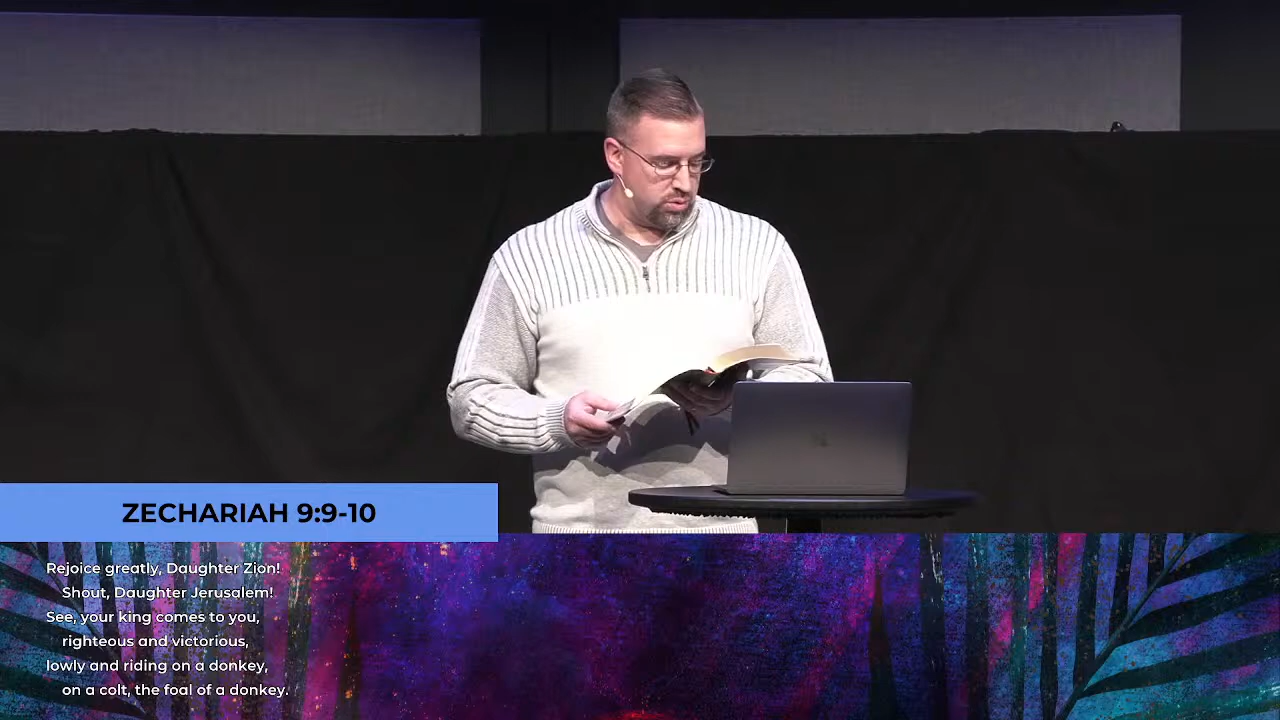 ZECHARIAH 9:9-10
Rejoice greatly, Daughter Zion!
Shout, Daughter Jerusalem!
See, your king comes to you,
righteous and victorious,
lowly and riding on a donkey,
on a colt, the foal of a donkey.